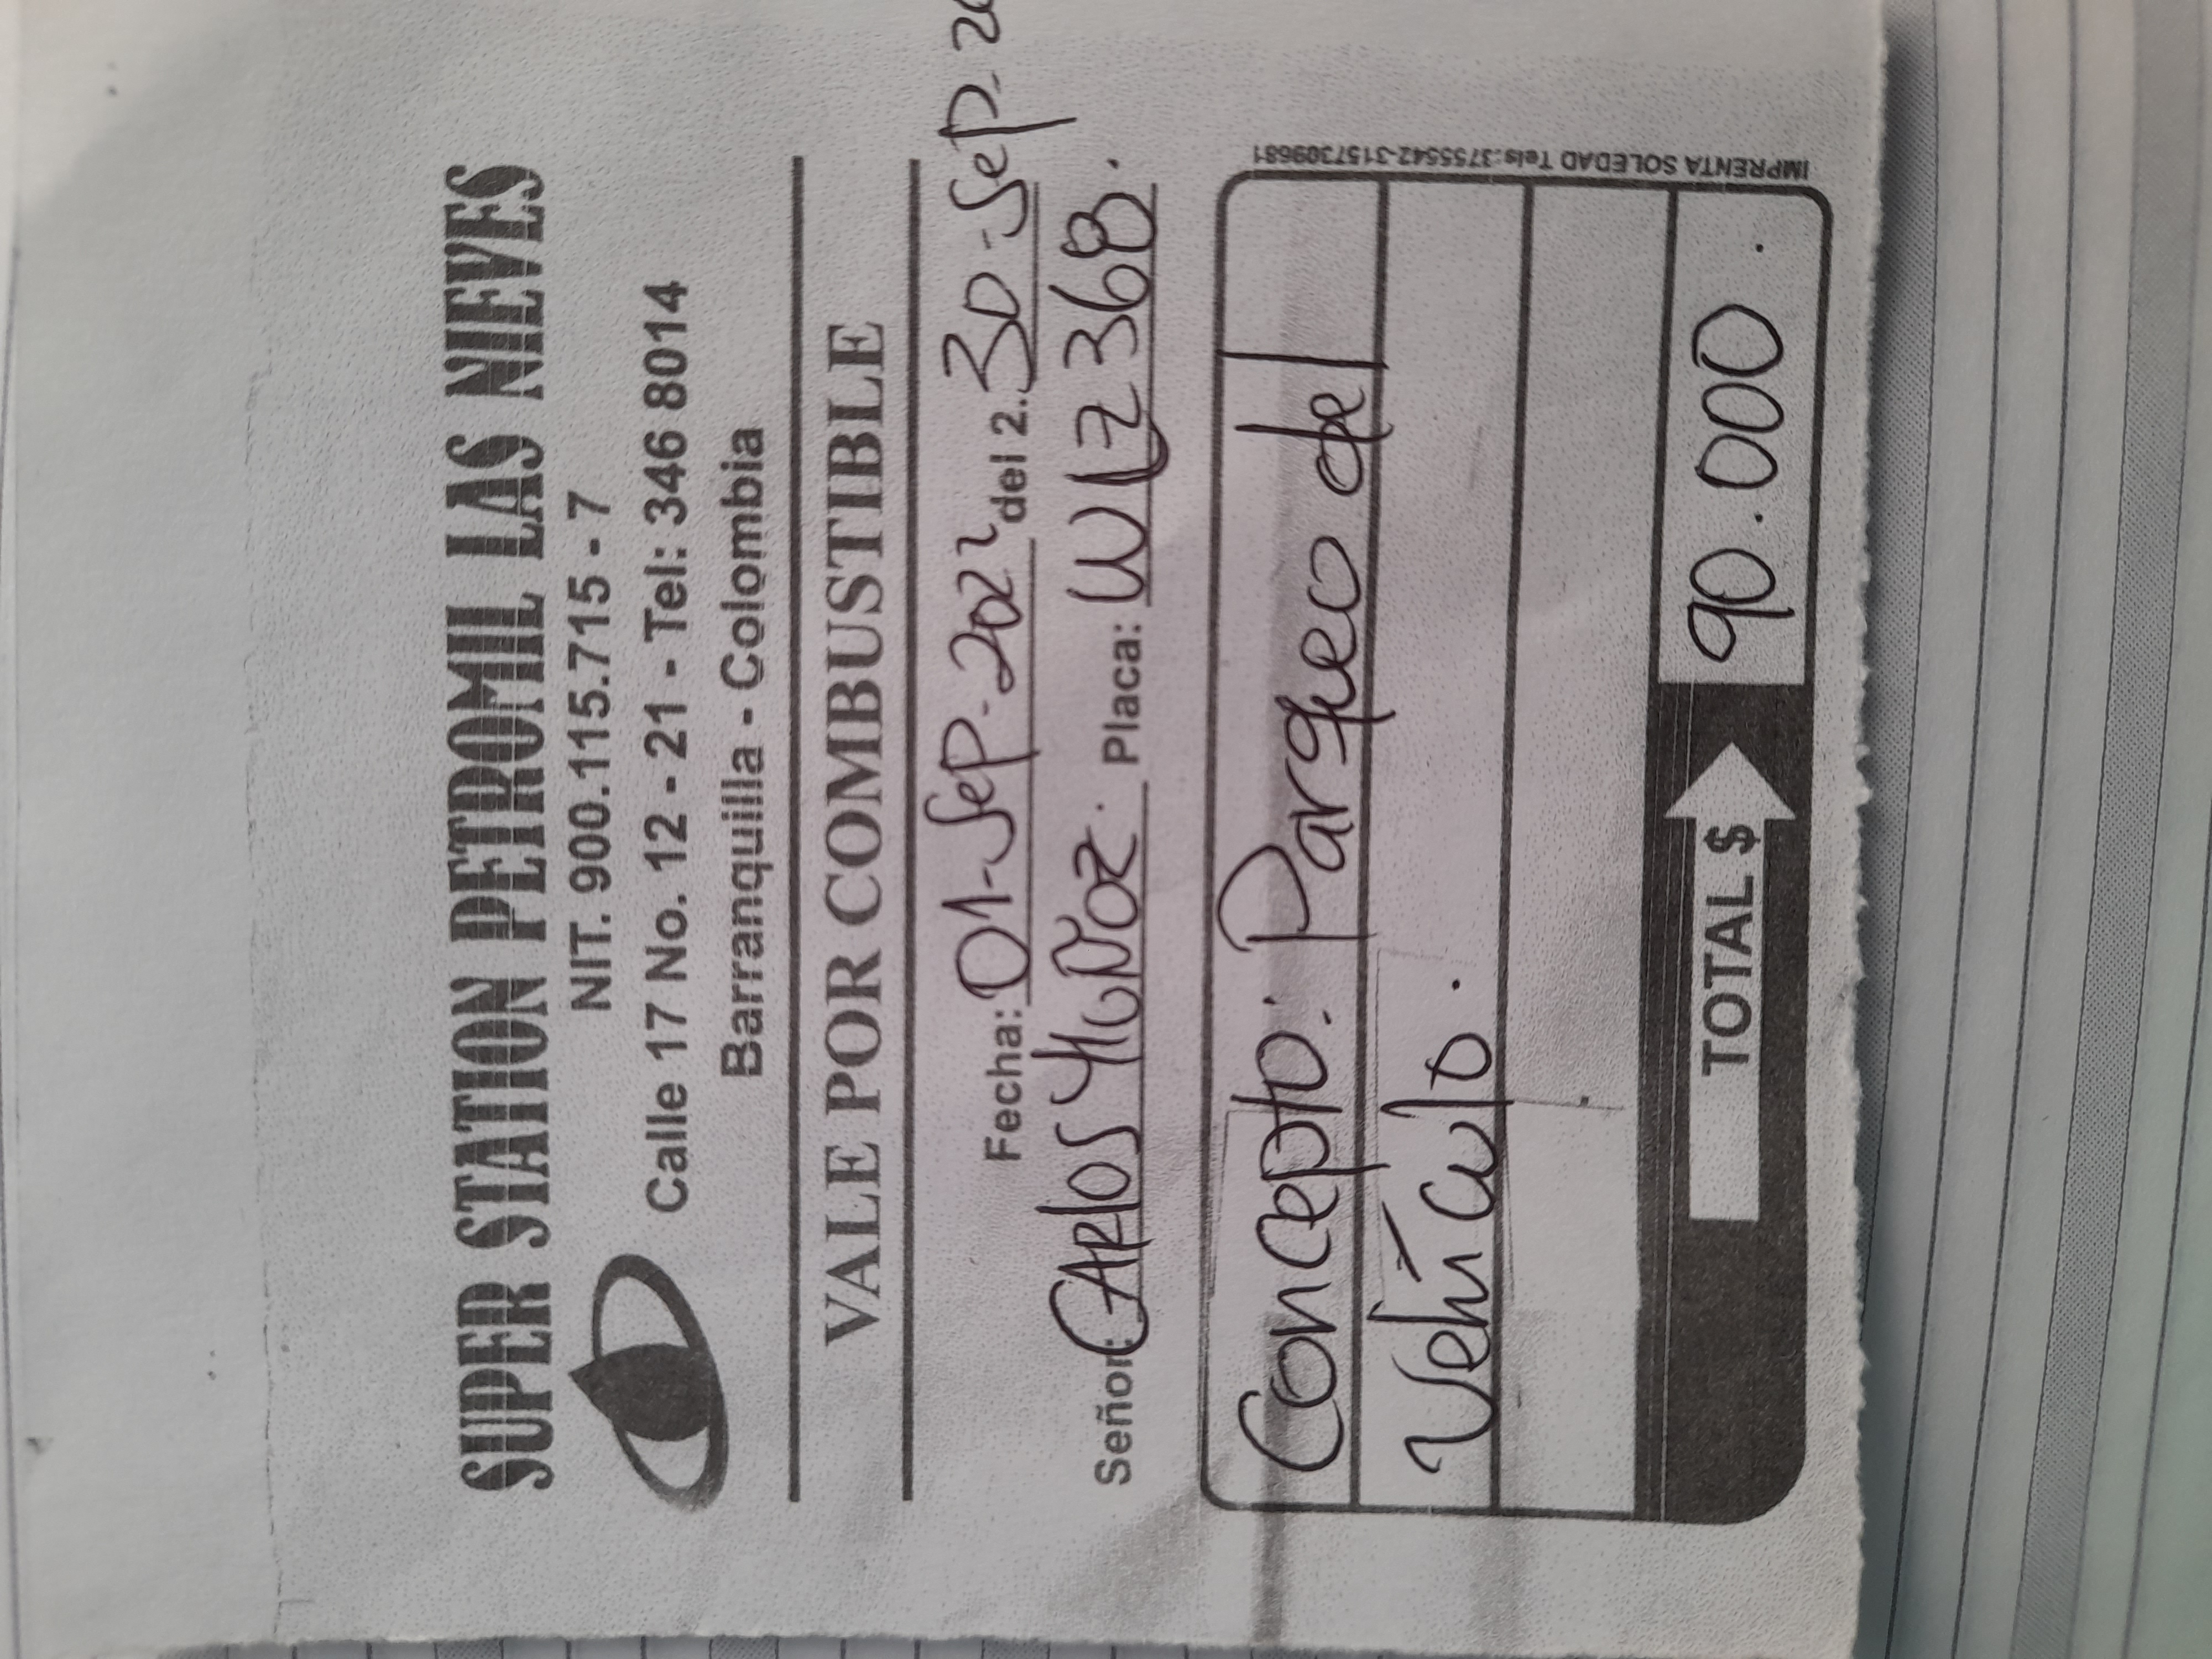 SUPER STATION PETROMIL LAS NIEVES
NIT. 900.115.715 - 7
Calle 17 No. 12 - 21 - Tel: 346 8014
Barranquilla - Colombia
VALE POR COMBUSTIBLE
Fecha: 01-Sep-2022 del 2. 30-Sep-20
Señor: CARLOS MUÑOZ. Placa: WLZ 368.
Concepto: Parqueo del
Vehículo.
TOTAL $ 90.000.
IMPRENTA SOLEDAD Tels:3755542-3157309681